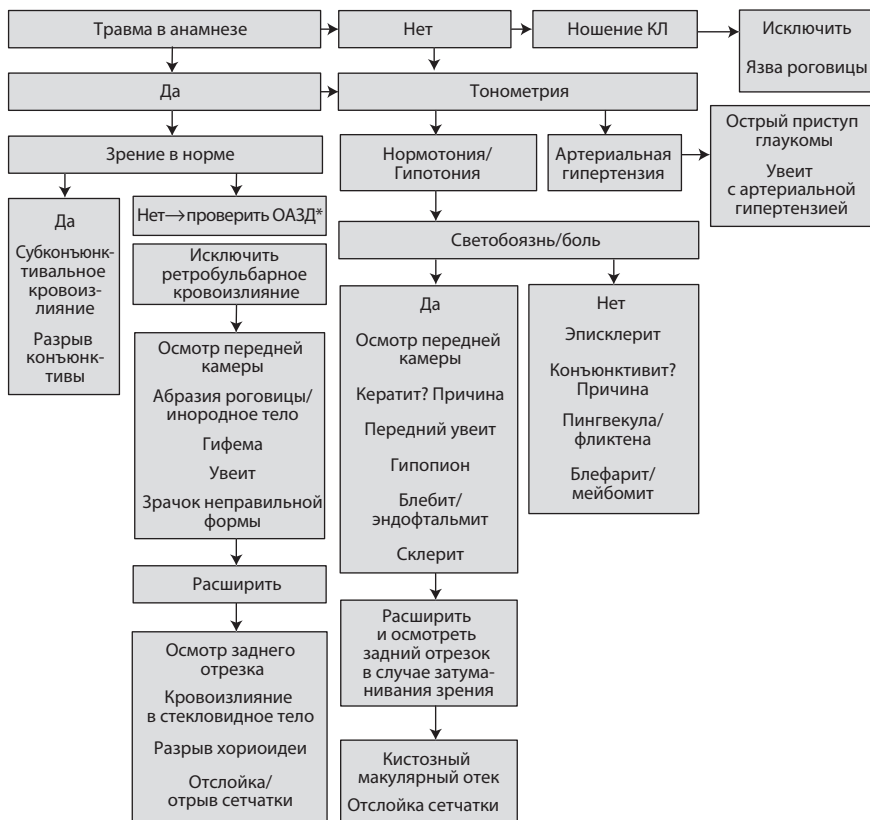 Травма в анамнезе
Нет
Ношение КЛ
Исключить
Язва роговицы
Да
Тонометрия
Зрение в норме
Нормотония/
Гипотония
Артериальная
гипертензия
Острый приступ
глаукомы
Увеит
с артериальной
гипертензией
Да
Субконъюнк-
тивальное
кровоиз-
лияние
Разрыв
конъюнк-
тивы
Нет→проверить ОАЗД*
Исключить
ретробульбарное
кровоизлияние
Осмотр передней
камеры
Абразия роговицы/
инородное тело
Гифема
Увеит
Зрачок неправильной
формы
Расширить
Осмотр заднего
отрезка
Кровоизлияние
в стекловидное тело
Разрыв хориоидеи
Отслойка/
отрыв сетчатки
Светобоязнь/боль
Да
Осмотр передней
камеры
Кератит? Причина
Передний увеит
Гипопион
Блебит/
эндофтальмит
Склерит
Расширить
и осмотреть
задний отрезок
в случае затума-
нивания зрения
Кистозный
макулярный отек
Отслойка сетчатки
Нет
Эписклерит
Конъюнктивит?
Причина
Пингвекула/
фликтена
Блефарит/
мейбомит